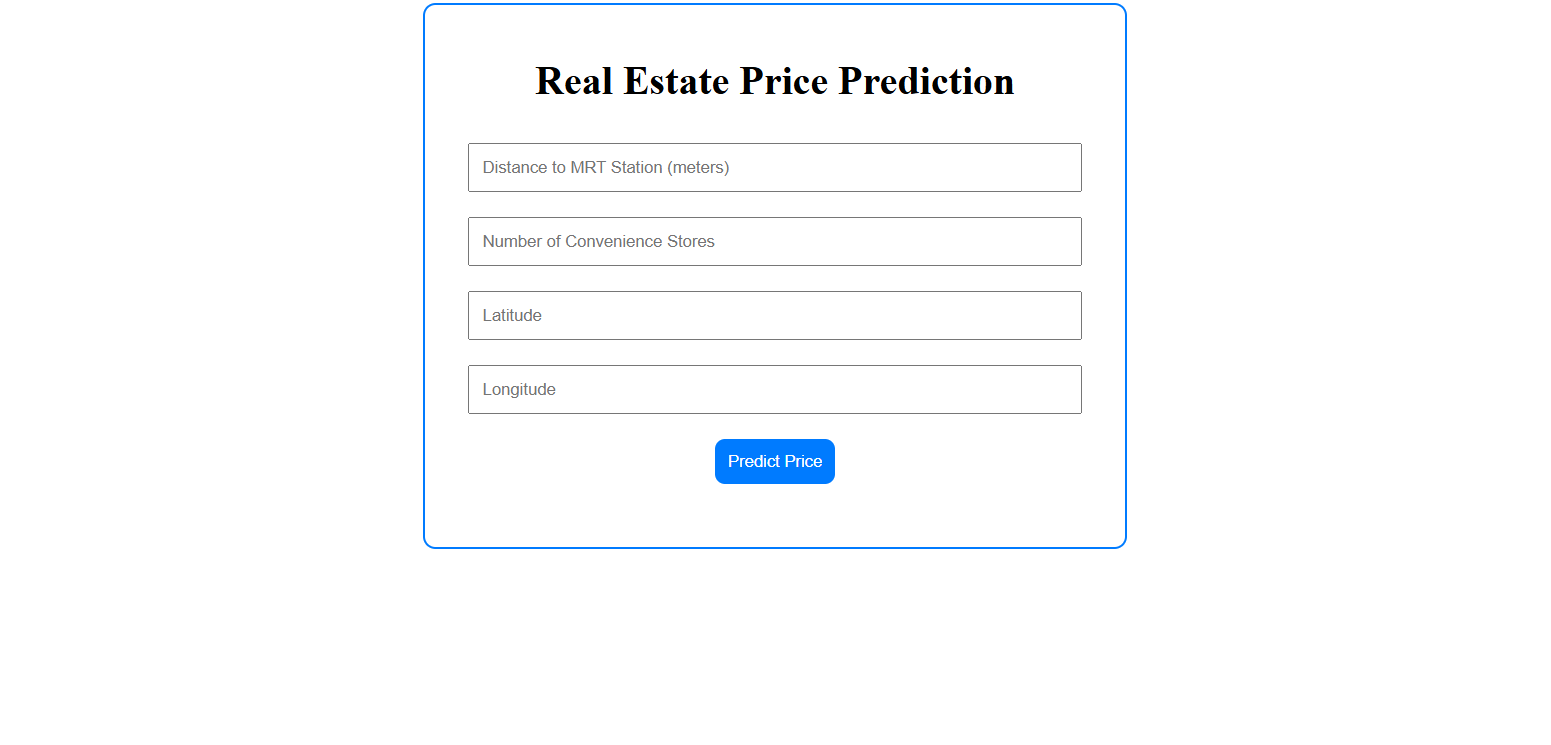 Real Estate Price Prediction
Distance to MRT Station (meters)
Number of Convenience Stores
Latitude
Longitude
Predict Price